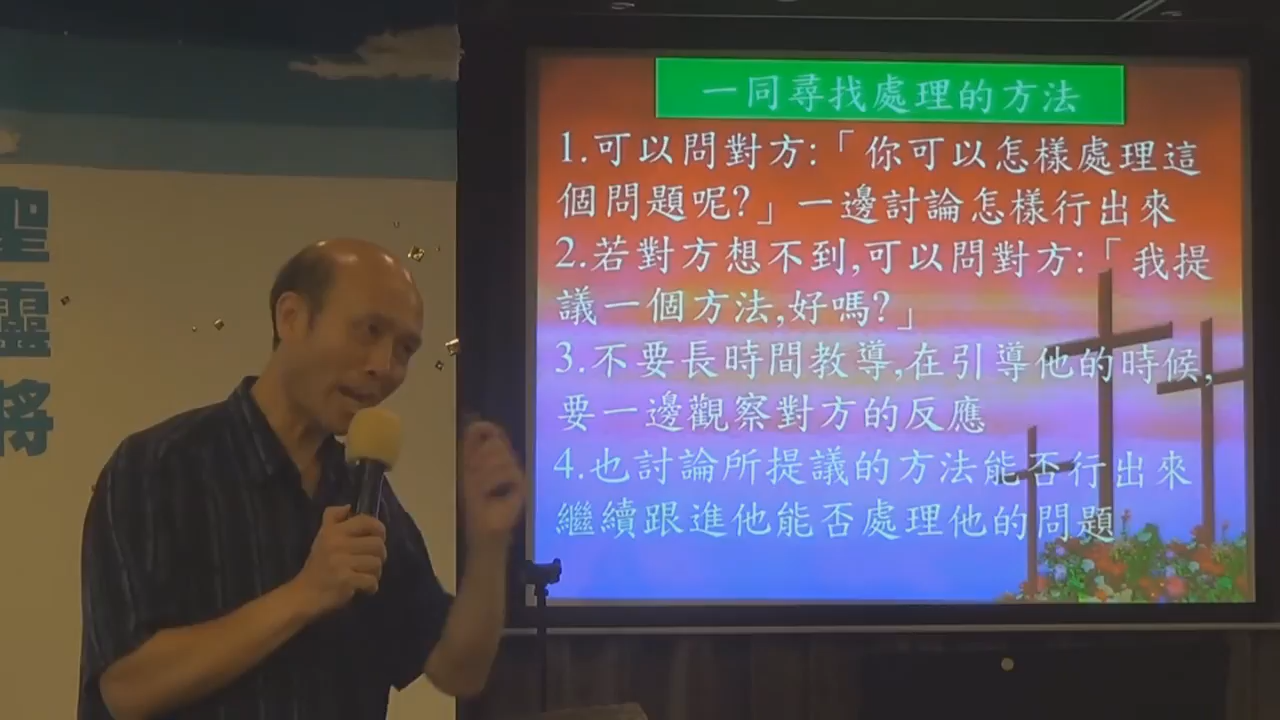 一同尋找處理的方法
1.可以問對方:「你可以怎樣處理這
個問題呢?」一邊討論怎樣行出來
2.若對方想不到,可以問對方:「我提
議一個方法,好嗎?」
3.不要長時間教導,在引導他的時候,
要一邊觀察對方的反應
4.也討論所提議的方法能否行出來
繼續跟進他能否處理他的問題
聖
靈
將